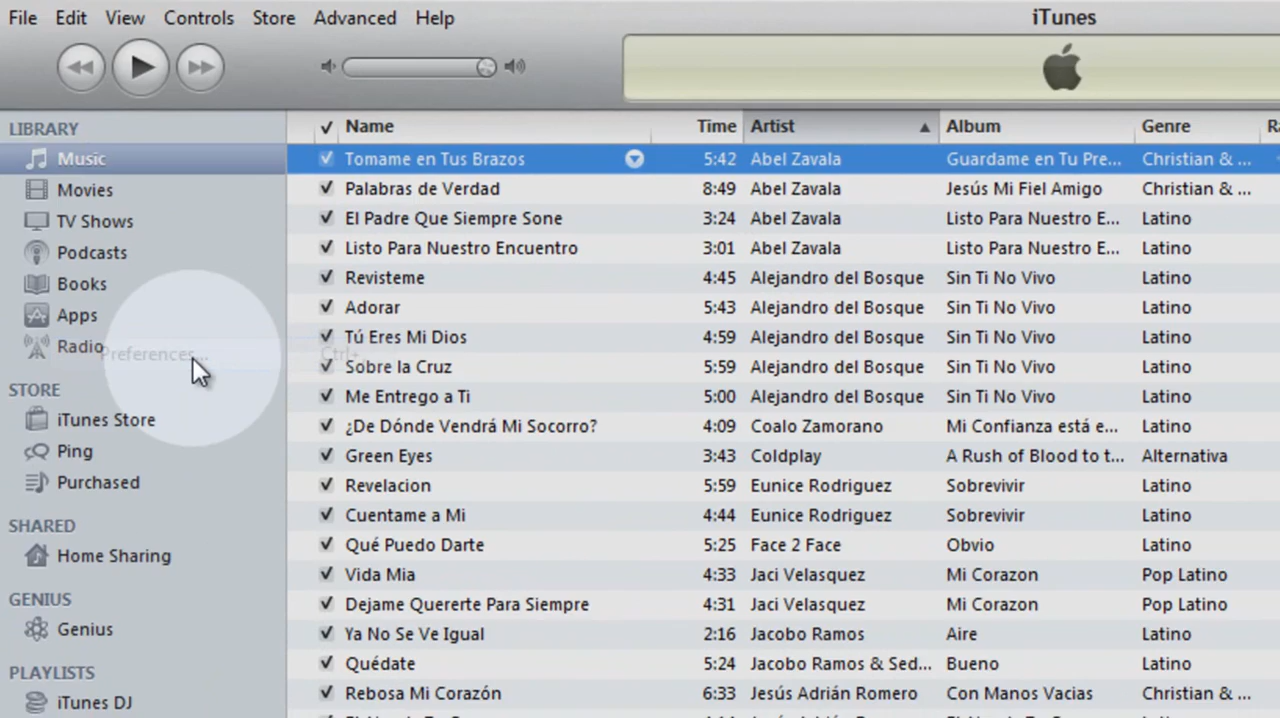 File Edit View Controls Store Advanced Help iTunes
LIBRARY
Music
Movies
TV Shows
Podcasts
Books
Apps
Radio
Preferences... Ctrl+,
STORE
iTunes Store
Ping
Purchased
SHARED
Home Sharing
GENIUS
Genius
PLAYLISTS
iTunes DJ
Name Time Artist Album Genre
Tomame en Tus Brazos 5:42 Abel Zavala Guardame en Tu Pre... Christian & ...
Palabras de Verdad 8:49 Abel Zavala Jesús Mi Fiel Amigo Christian & ...
El Padre Que Siempre Sone 3:24 Abel Zavala Listo Para Nuestro E... Latino
Listo Para Nuestro Encuentro 3:01 Abel Zavala Listo Para Nuestro E... Latino
Revisteme 4:45 Alejandro del Bosque Sin Ti No Vivo Latino
Adorar 5:43 Alejandro del Bosque Sin Ti No Vivo Latino
Tú Eres Mi Dios 4:59 Alejandro del Bosque Sin Ti No Vivo Latino
Sobre la Cruz 5:59 Alejandro del Bosque Sin Ti No Vivo Latino
Me Entrego a Ti 5:00 Alejandro del Bosque Sin Ti No Vivo Latino
¿De Dónde Vendrá Mi Socorro? 4:09 Coalo Zamorano Mi Confianza está e... Latino
Green Eyes 3:43 Coldplay A Rush of Blood to t... Alternativa
Revelacion 5:59 Eunice Rodriguez Sobrevivir Latino
Cuentame a Mi 4:44 Eunice Rodriguez Sobrevivir Latino
Qué Puedo Darte 5:25 Face 2 Face Obvio Latino
Vida Mia 4:33 Jaci Velasquez Mi Corazon Pop Latino
Dejame Quererte Para Siempre 4:31 Jaci Velasquez Mi Corazon Pop Latino
Ya No Se Ve Igual 2:16 Jacobo Ramos Aire Latino
Quédate 5:24 Jacobo Ramos & Sed... Bueno Latino
Rebosa Mi Corazón 6:33 Jesús Adrián Romero Con Manos Vacias Christian & ...